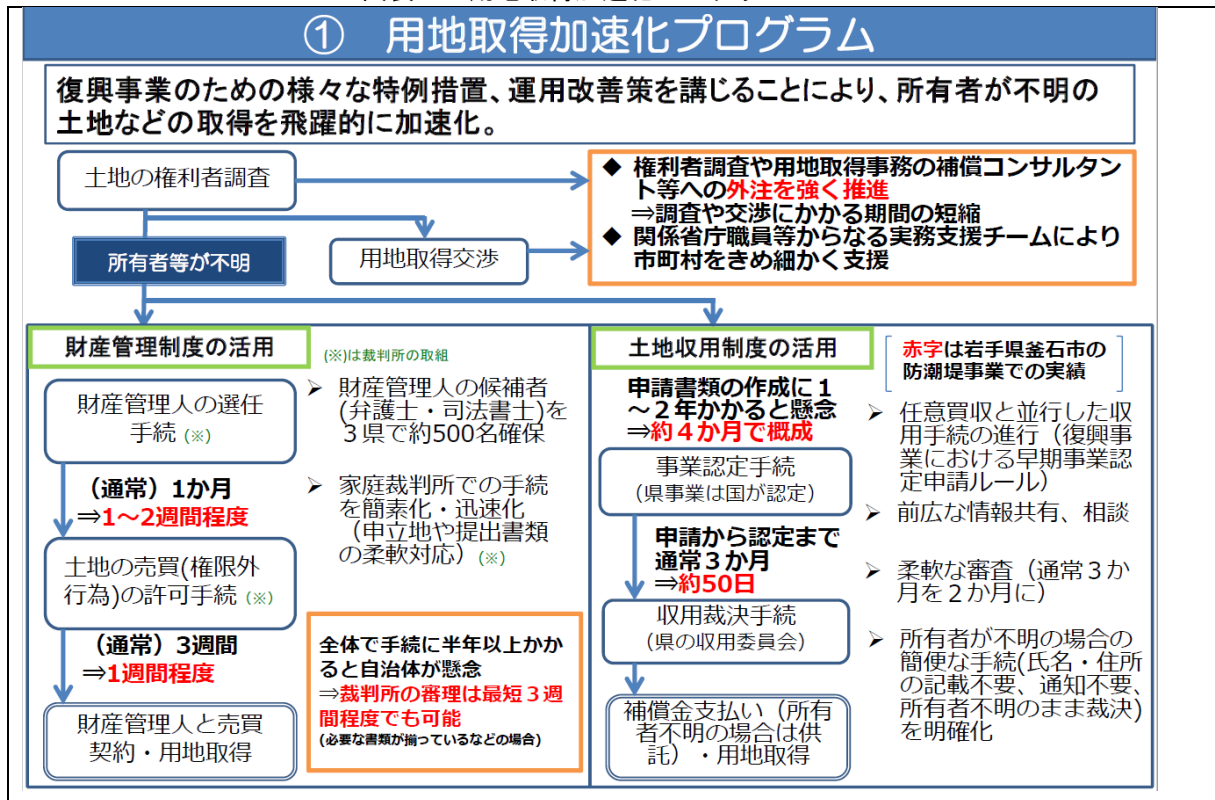 ① 用地取得加速化プログラム
復興事業のための様々な特例措置、運用改善策を講じることにより、所有者が不明の
土地などの取得を飛躍的に加速化。
土地の権利者調査
◆ 権利者調査や用地取得事務の補償コンサルタン
ト等への外注を強く推進
⇒調査や交渉にかかる期間の短縮
◆ 関係省庁職員等からなる実務支援チームにより
市町村をきめ細かく支援
所有者等が不明
用地取得交渉
財産管理制度の活用
(※)は裁判所の取組
財産管理人の選任
手続 (※)
(通常) 1か月
⇒1~2週間程度
土地の売買(権限外
行為)の許可手続 (※)
(通常) 3週間
⇒1週間程度
財産管理人と売買
契約・用地取得
➢ 財産管理人の候補者
(弁護士・司法書士)を
3県で約500名確保
➢ 家庭裁判所での手続
を簡素化・迅速化
(申立地や提出書類
の柔軟対応) (※)
全体で手続に半年以上かか
ると自治体が懸念
⇒裁判所の審理は最短3週
間程度でも可能
(必要な書類が揃っているなどの場合)
土地収用制度の活用
赤字は岩手県釜石市の
防潮堤事業での実績
申請書類の作成に1
~2年かかると懸念
⇒約4か月で概成
事業認定手続
(県事業は国が認定)
申請から認定まで
通常3か月
⇒約50日
収用裁決手続
(県の収用委員会)
補償金支払い(所有
者不明の場合は供
託)・用地取得
➢ 任意買収と並行した収
用手続の進行(復興事
業における早期事業認
定申請ルール)
➢ 前広な情報共有、相談
➢ 柔軟な審査(通常3か
月を2か月に)
➢ 所有者が不明の場合の
簡便な手続(氏名・住所
の記載不要、通知不要、
所有者不明のまま裁決)
を明確化